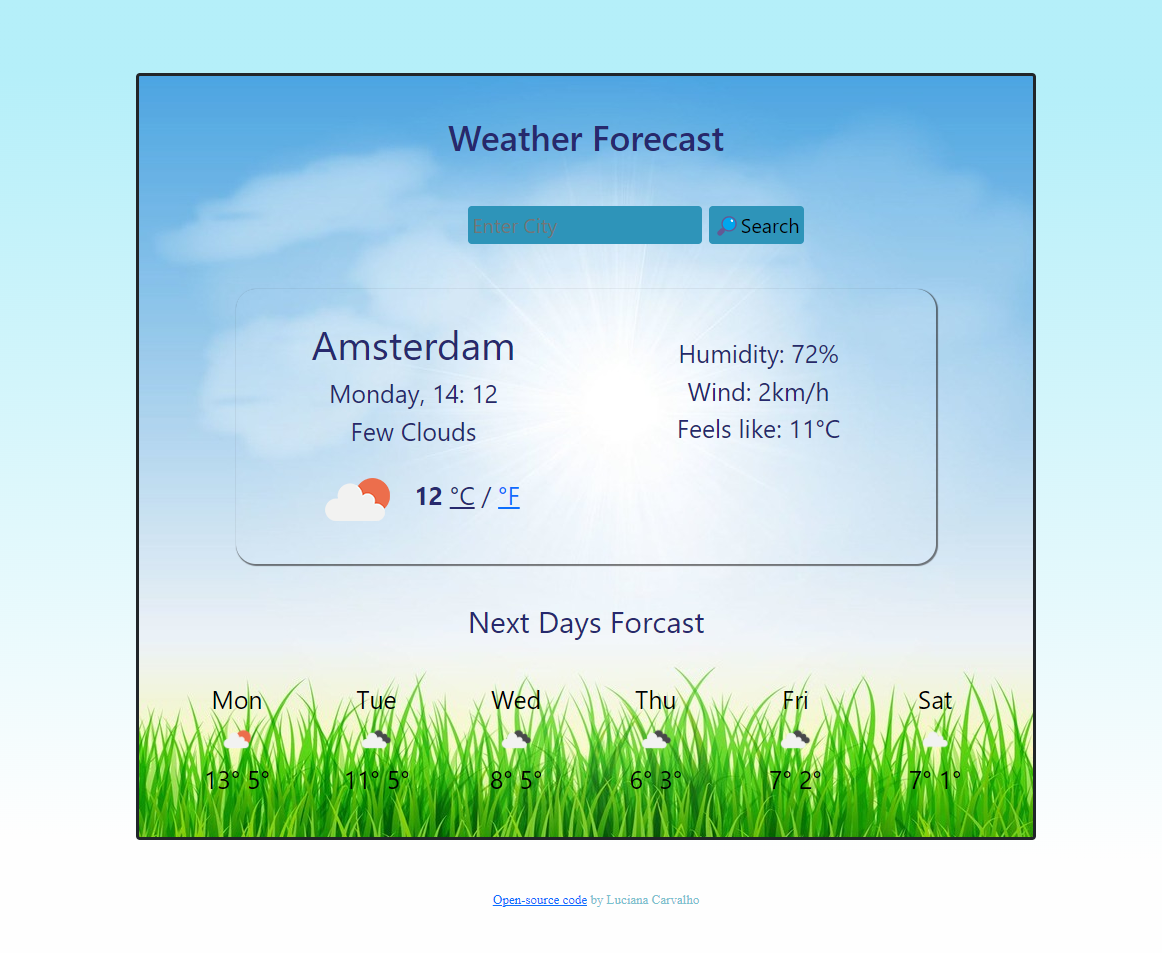 Weather Forecast
Enter City
🔎Search
Amsterdam
Monday, 14: 12
Few Clouds
12 °C / °F
Humidity: 72%
Wind: 2km/h
Feels like: 11°C
Next Days Forcast
Mon Tue Wed Thu Fri Sat
13° 5° 11° 5° 8° 5° 6° 3° 7° 2° 7° 1°
Open-source code by Luciana Carvalho